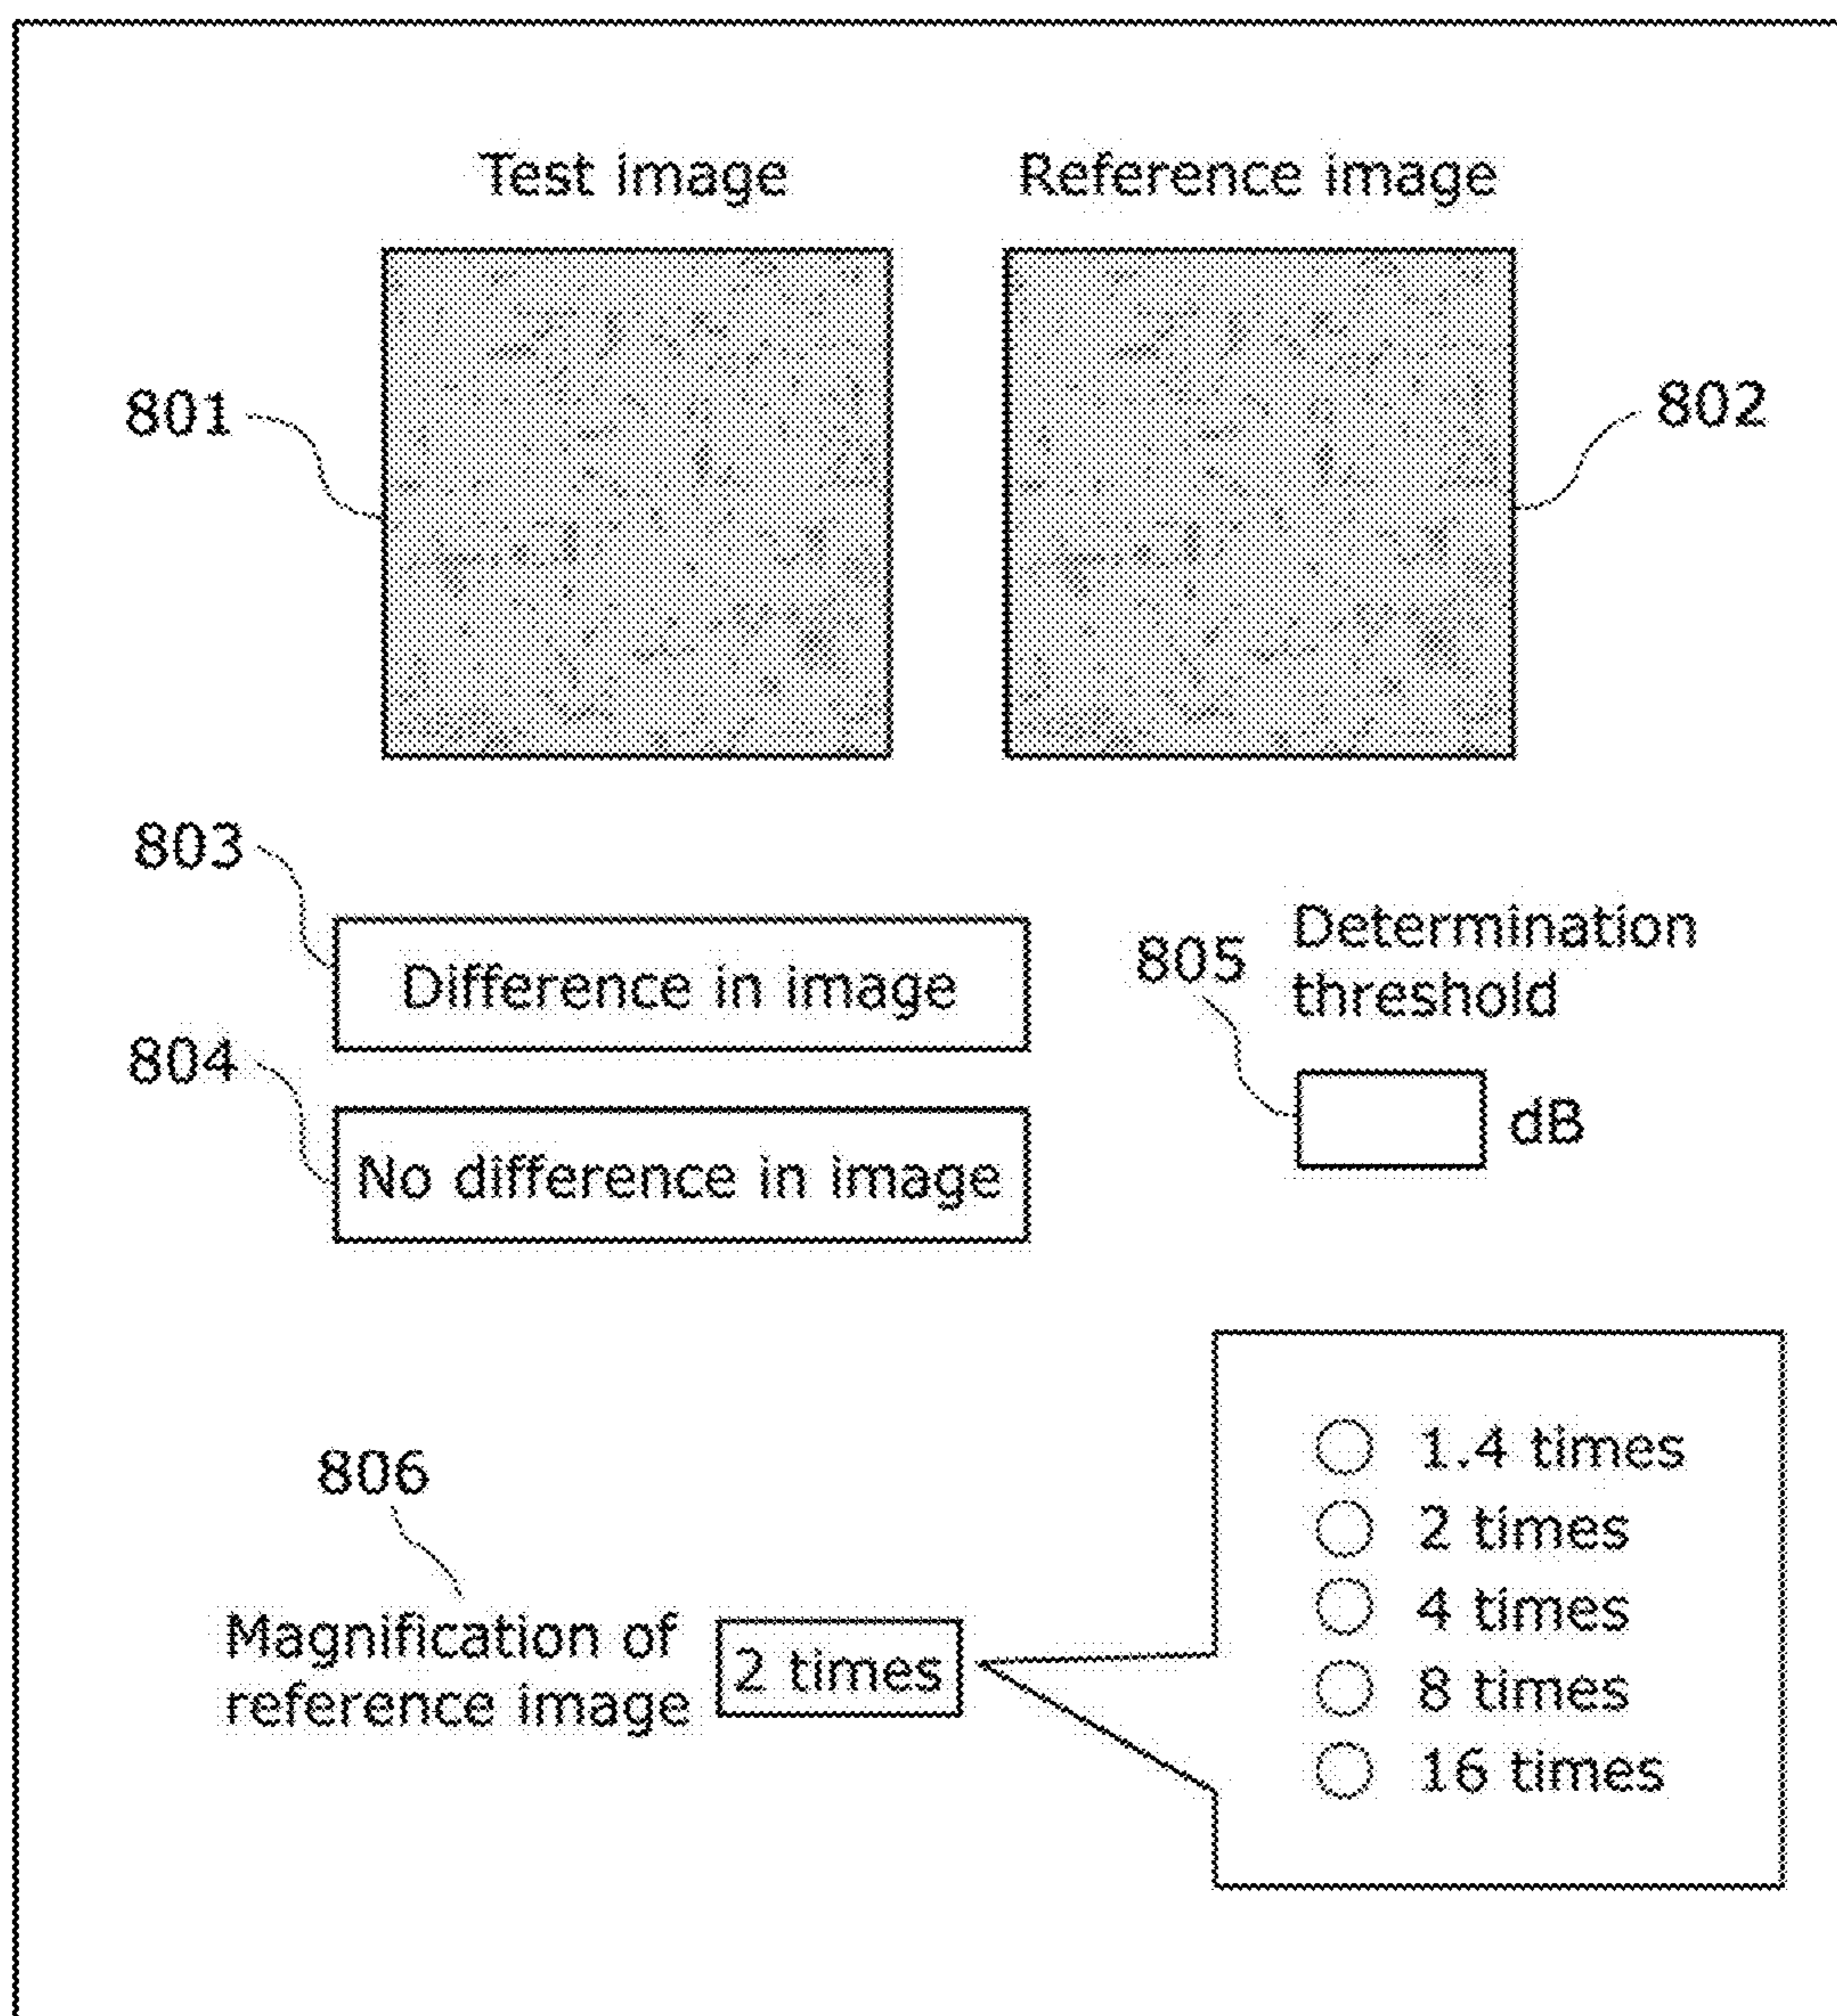 Test image
Reference image
801
802
803
Difference in image
805
Determination
threshold
804
No difference in image
dB
806
Magnification of
reference image
2 times
1.4 times
2 times
4 times
8 times
16 times